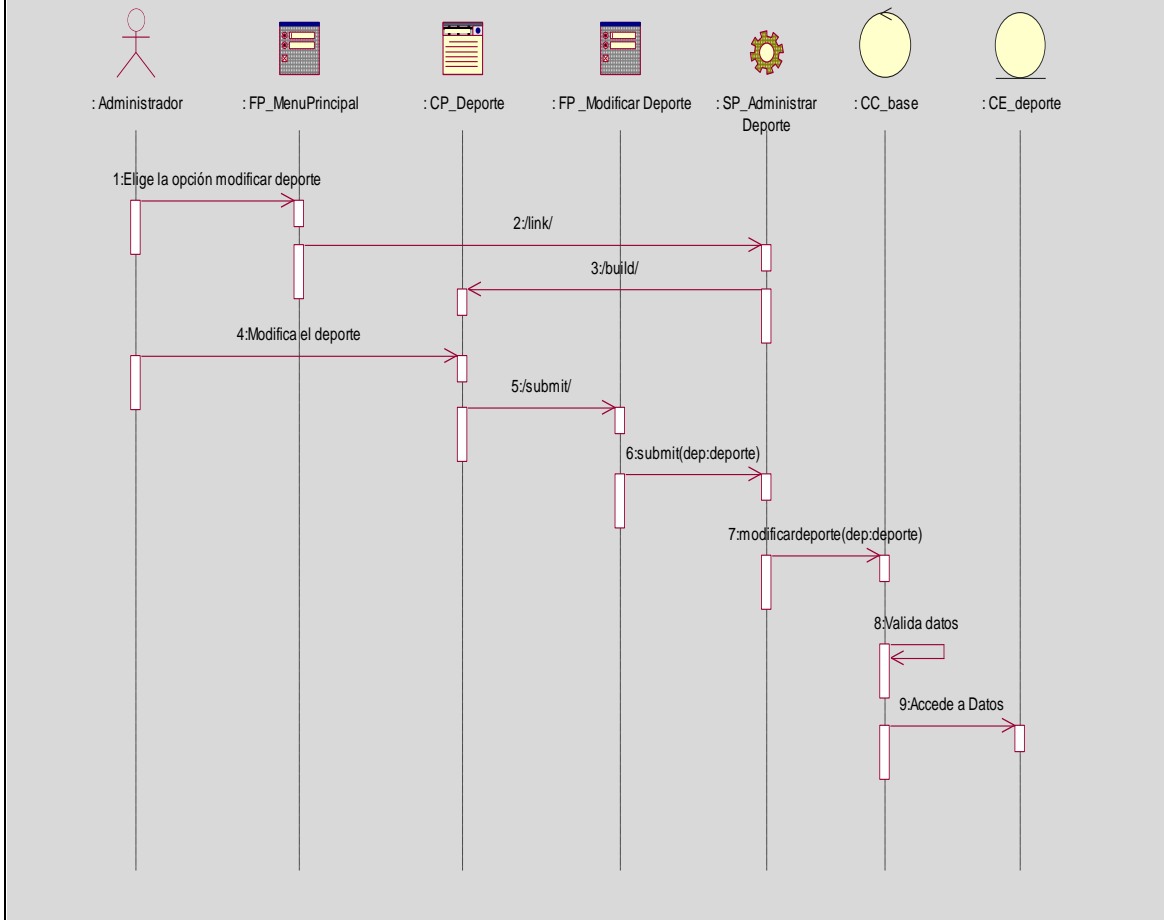 : Administrador
: FP_MenuPrincipal
: CP_Deporte
: FP _Modificar Deporte
: SP_Administrar
Deporte
: CC_base
: CE_deporte
1:Elige la opción modificar deporte
2:/link/
3:/build/
4:Modifica el deporte
5:/submit/
6:submit(dep:deporte)
7:modificardeporte(dep:deporte)
8:Valida datos
9:Accede a Datos